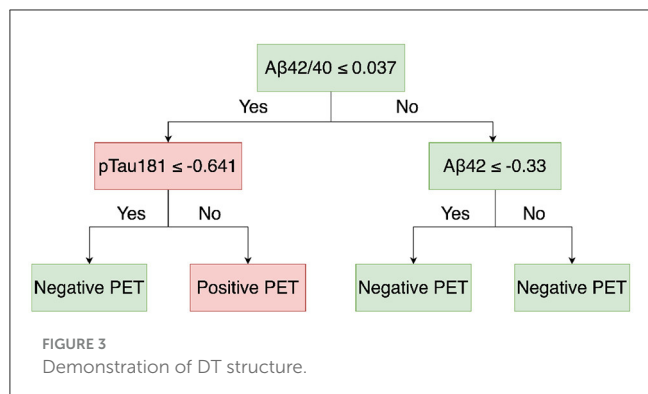 Aβ42/40 ≤ 0.037
Yes No
pTau181 ≤ -0.641 Aβ42 ≤ -0.33
Yes No Yes No
Negative PET Positive PET Negative PET Negative PET
FIGURE 3
Demonstration of DT structure.